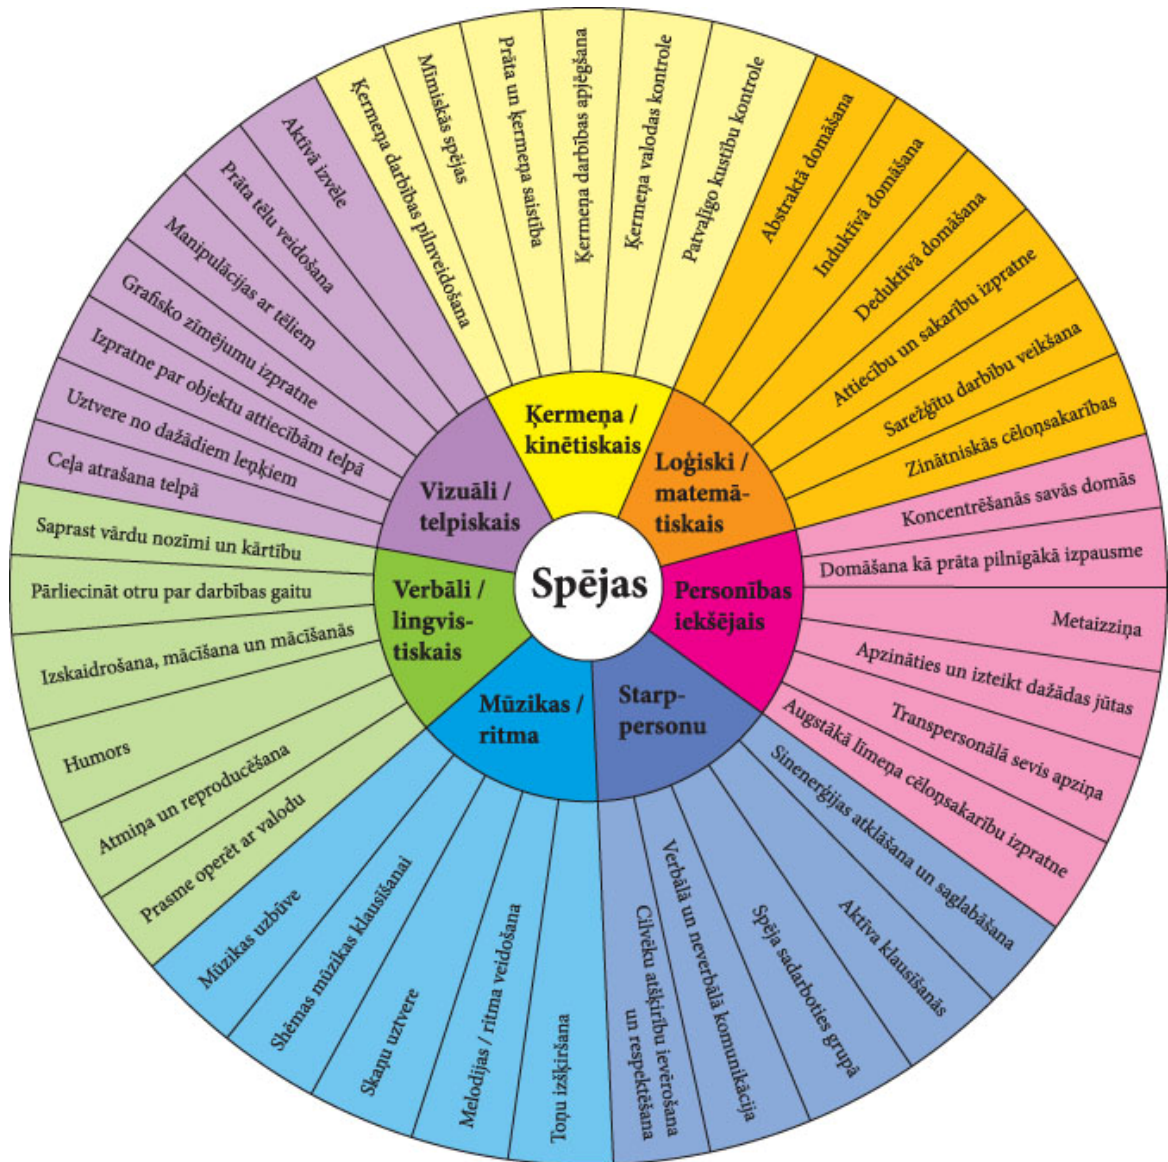 Spējas
Ķermeņa /
kinētiskais
Ķermeņa darbības pilnveidošana
Mīmiskās spējas
Prāta un ķermeņa saistība
Ķermeņa darbības apjēgšana
Ķermeņa valodas kontrole
Patvaļīgo kustību kontrole
Loģiski /
matemā-
tiskais
Abstraktā domāšana
Induktīvā domāšana
Deduktīvā domāšana
Attiecību un sakarību izpratne
Sarežģītu darbību veikšana
Zinātniskās cēloņsakarības
Personības
iekšējais
Koncentrēšanās savās domās
Domāšana kā prāta pilnīgākā izpausme
Metaizziņa
Apzināties un izteikt dažādas jūtas
Transpersonālā sevis apziņa
Augstākā līmeņa cēloņsakarību izpratne
Starp-
personu
Sinenerģijas atklāšana un saglabāšana
Aktīva klausīšanās
Spēja sadarboties grupā
Verbālā un neverbālā komunikācija
Cilvēku atšķirību ievērošana
un respektēšana
Mūzikas /
ritma
Toņu izšķiršana
Melodijas / ritma veidošana
Skaņu uztvere
Shēmas mūzikas klausīšanai
Mūzikas uzbūve
Verbāli /
lingvis-
tiskais
Prasme operēt ar valodu
Atmiņa un reproducēšana
Humors
Izskaidrošana, mācīšana un mācīšanās
Pārliecināt otru par darbības gaitu
Saprast vārdu nozīmi un kārtību
Vizuāli /
telpiskais
Ceļa atrašana telpā
Uztvere no dažādiem leņķiem
Izpratne par objektu attiecībām telpā
Grafisko zīmējumu izpratne
Manipulācijas ar tēliem
Prāta tēlu veidošana
Aktīvā izvēle